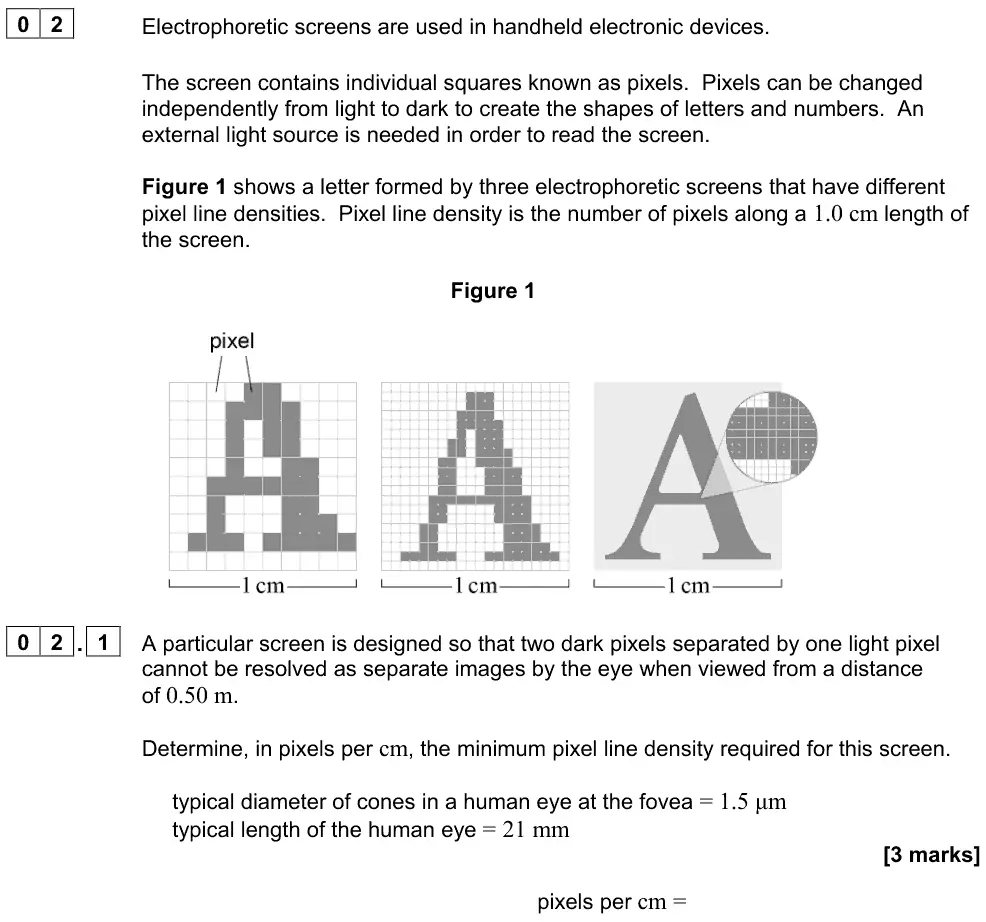 0 2 Electrophoretic screens are used in handheld electronic devices.
The screen contains individual squares known as pixels. Pixels can be changed
independently from light to dark to create the shapes of letters and numbers. An
external light source is needed in order to read the screen.
Figure 1 shows a letter formed by three electrophoretic screens that have different
pixel line densities. Pixel line density is the number of pixels along a 1.0 cm length of
the screen.
Figure 1
pixel
1 cm 1 cm 1 cm
0 2 . 1 A particular screen is designed so that two dark pixels separated by one light pixel
cannot be resolved as separate images by the eye when viewed from a distance
of 0.50 m.
Determine, in pixels per cm, the minimum pixel line density required for this screen.
typical diameter of cones in a human eye at the fovea = 1.5 μm
typical length of the human eye = 21 mm
[3 marks]
pixels per cm =